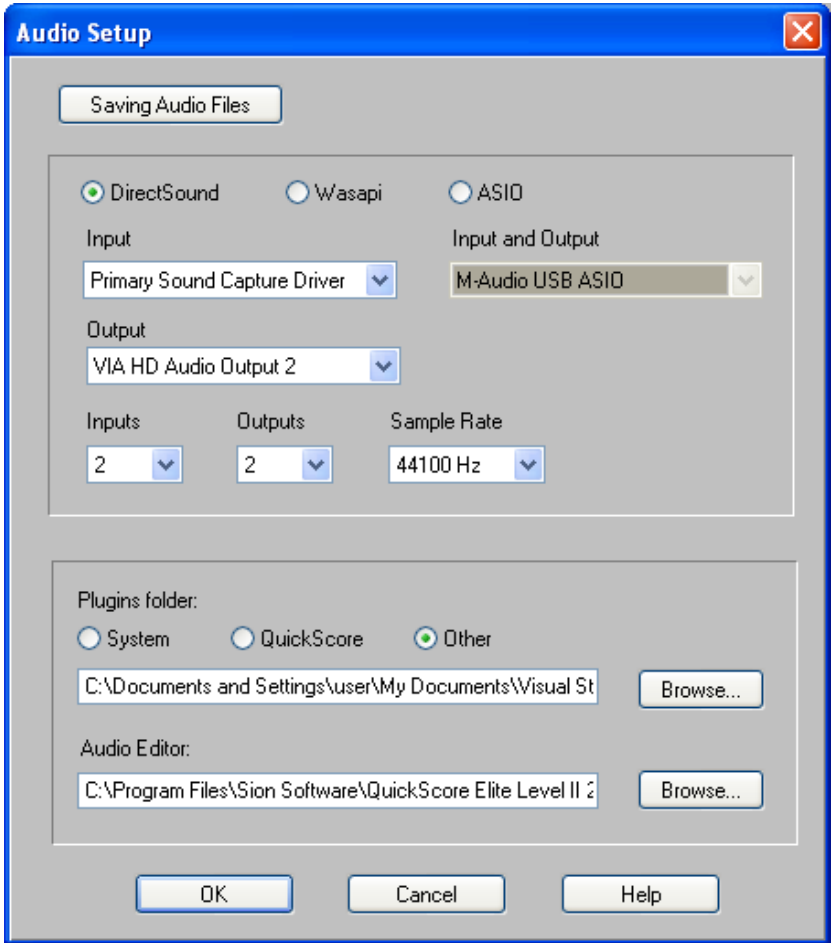 Audio Setup
Saving Audio Files
DirectSound Wasapi ASIO
Input Input and Output
Primary Sound Capture Driver M-Audio USB ASIO
Output
VIA HD Audio Output 2
Inputs Outputs Sample Rate
2 2 44100 Hz
Plugins folder:
System QuickScore Other
C:\Documents and Settings\user\My Documents\Visual St Browse...
Audio Editor:
C:\Program Files\Sion Software\QuickScore Elite Level II 2 Browse...
OK Cancel Help